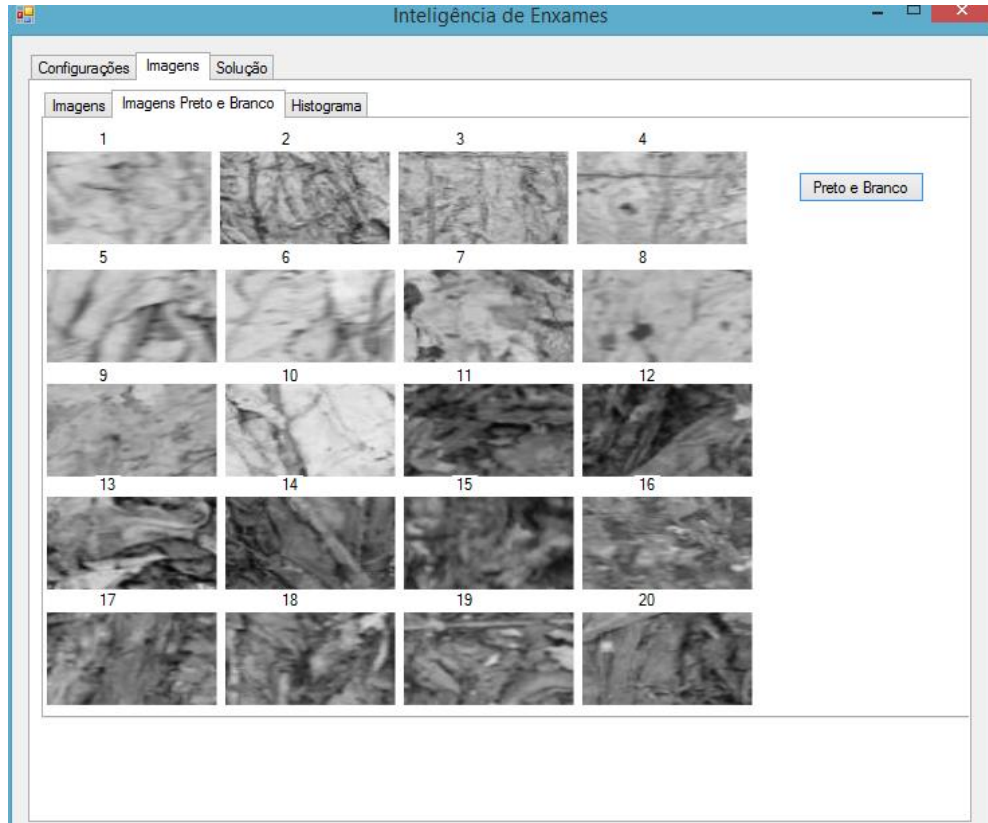 Inteligência de Enxames
Configurações Imagens Solução
Imagens Imagens Preto e Branco Histograma
1 2 3 4
Preto e Branco
5 6 7 8
9 10 11 12
13 14 15 16
17 18 19 20